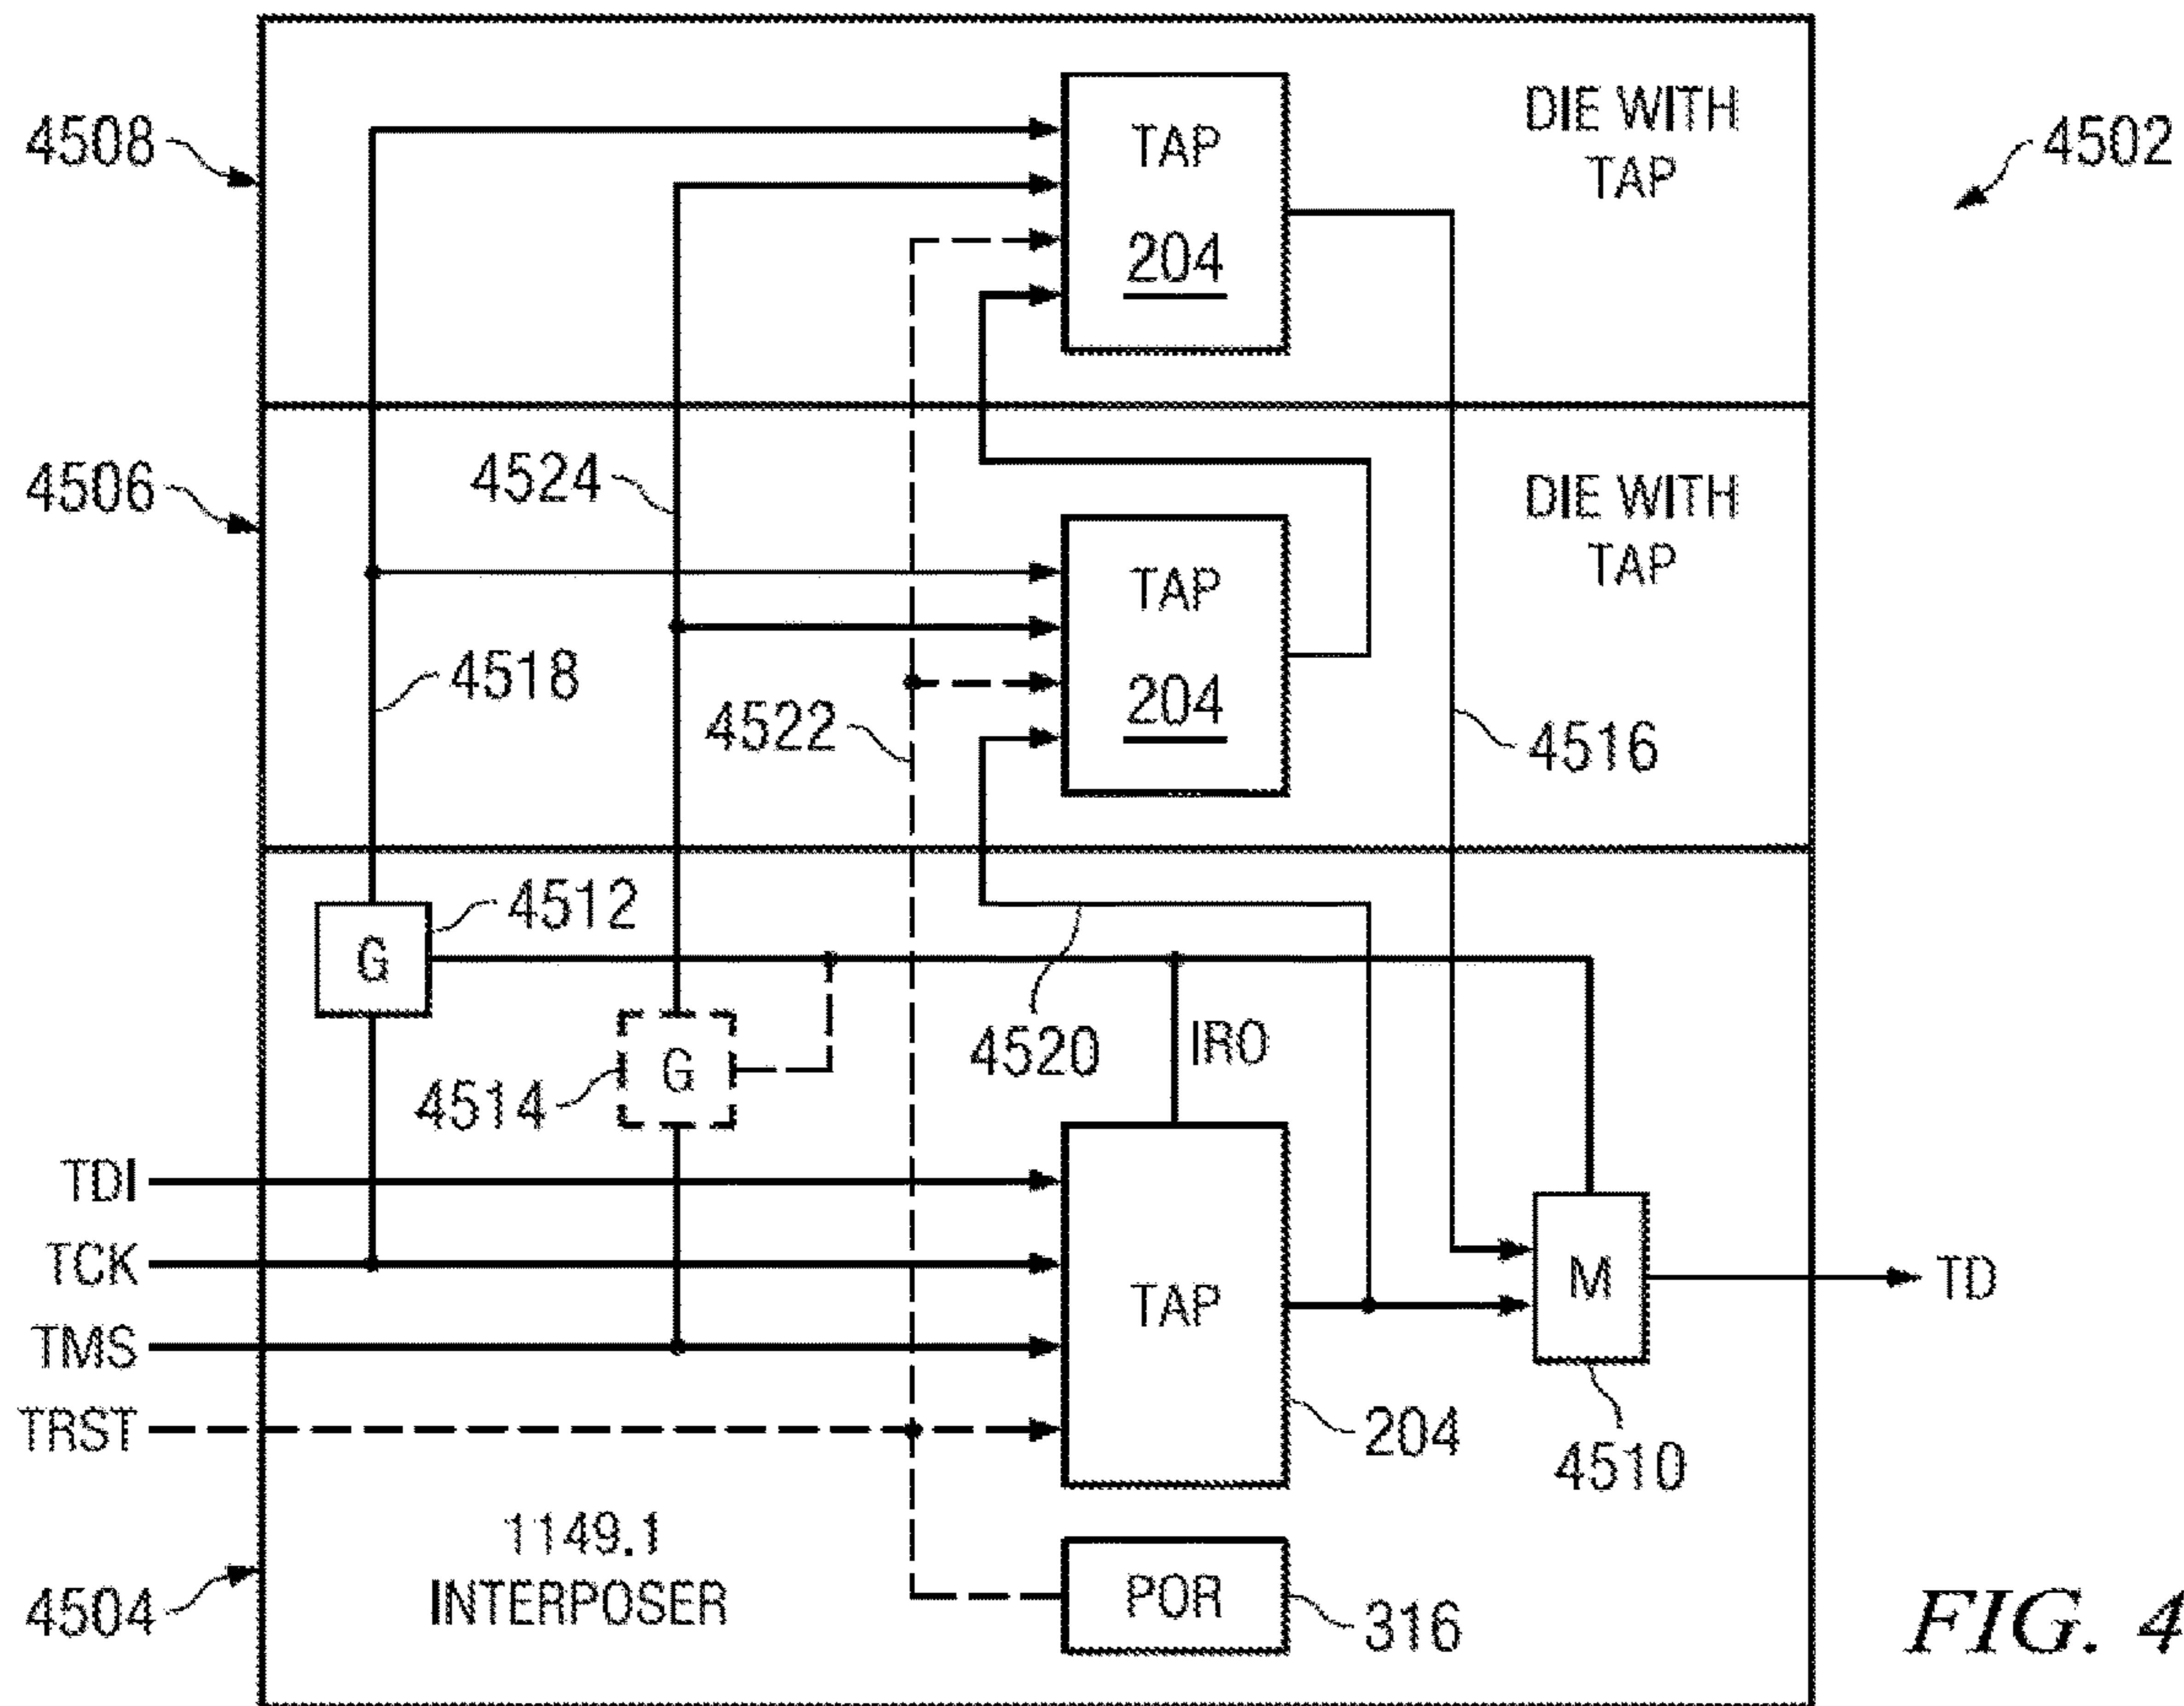 4508
TAP
204
DIE WITH
TAP
4502
4506
4524
TAP
204
DIE WITH
TAP
4518
4522
4516
4512
G
4514
G
4520
IRO
TDI
TCK
TMS
TRST
TAP
204
M
4510
TD
1149.1
INTERPOSER
4504
POR
316
FIG. 4